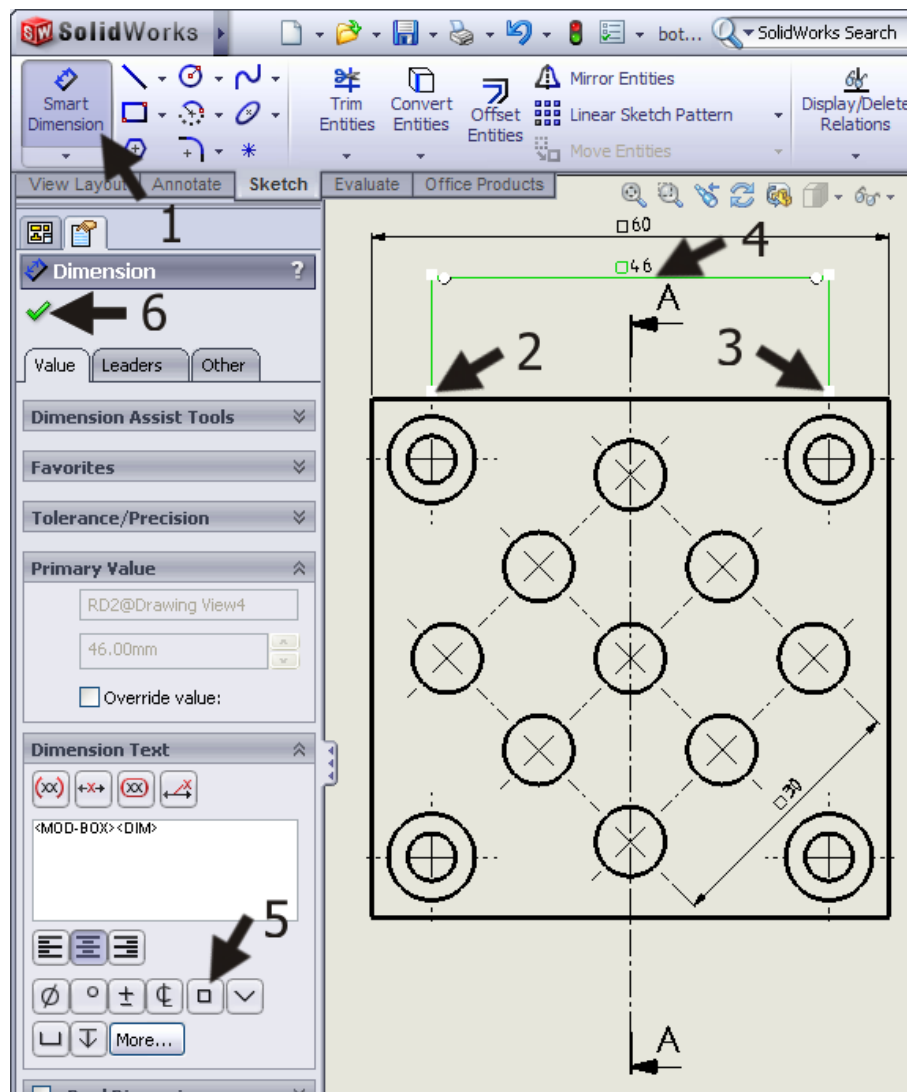 SolidWorks
bot...
SolidWorks Search
Smart Dimension
Trim Entities
Convert Entities
Offset Entities
Mirror Entities
Linear Sketch Pattern
Move Entities
Display/Delete Relations
View Layout
Annotate
Sketch
Evaluate
Office Products
1
Dimension
?
6
Value
Leaders
Other
Dimension Assist Tools
Favorites
Tolerance/Precision
Primary Value
RD2@Drawing View4
46.00mm
Override value:
Dimension Text
(xx)
←X→
(xx)
X
<MOD-BOX><DIM>
5
Ø ° ± ℄ □
More...
□60
4
□46
A
2
3
□30
A